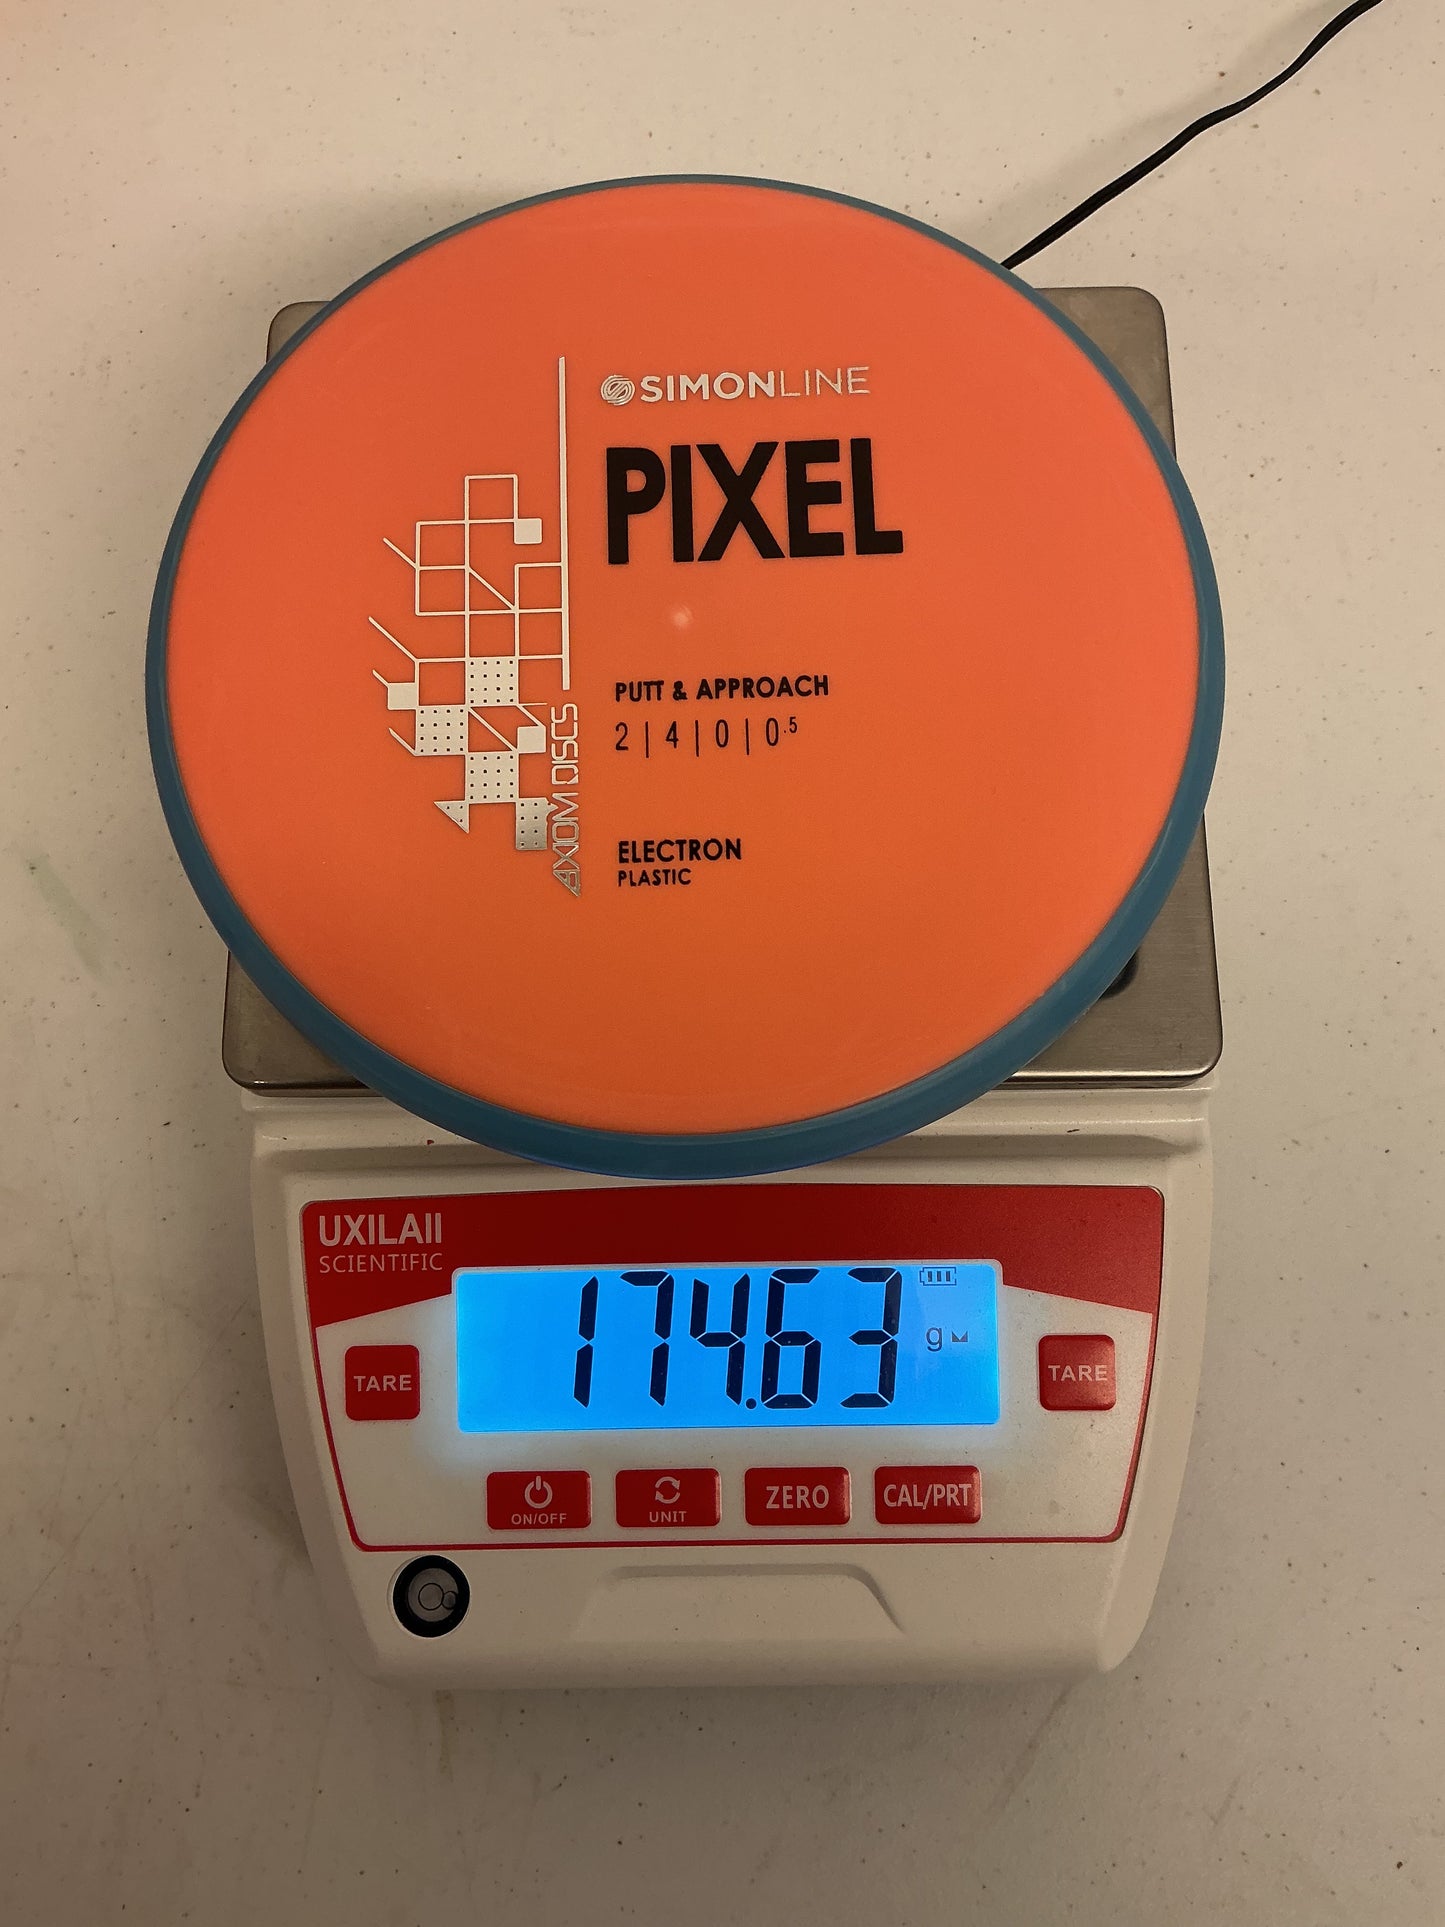 SIMONLINE
PIXEL
PUTT & APPROACH
2 | 4 | 0 | 0.5
AXIOM DISCS
ELECTRON
PLASTIC
UXILAII
SCIENTIFIC
174.63 g
TARE
TARE
ON/OFF
UNIT
ZERO
CAL/PRT